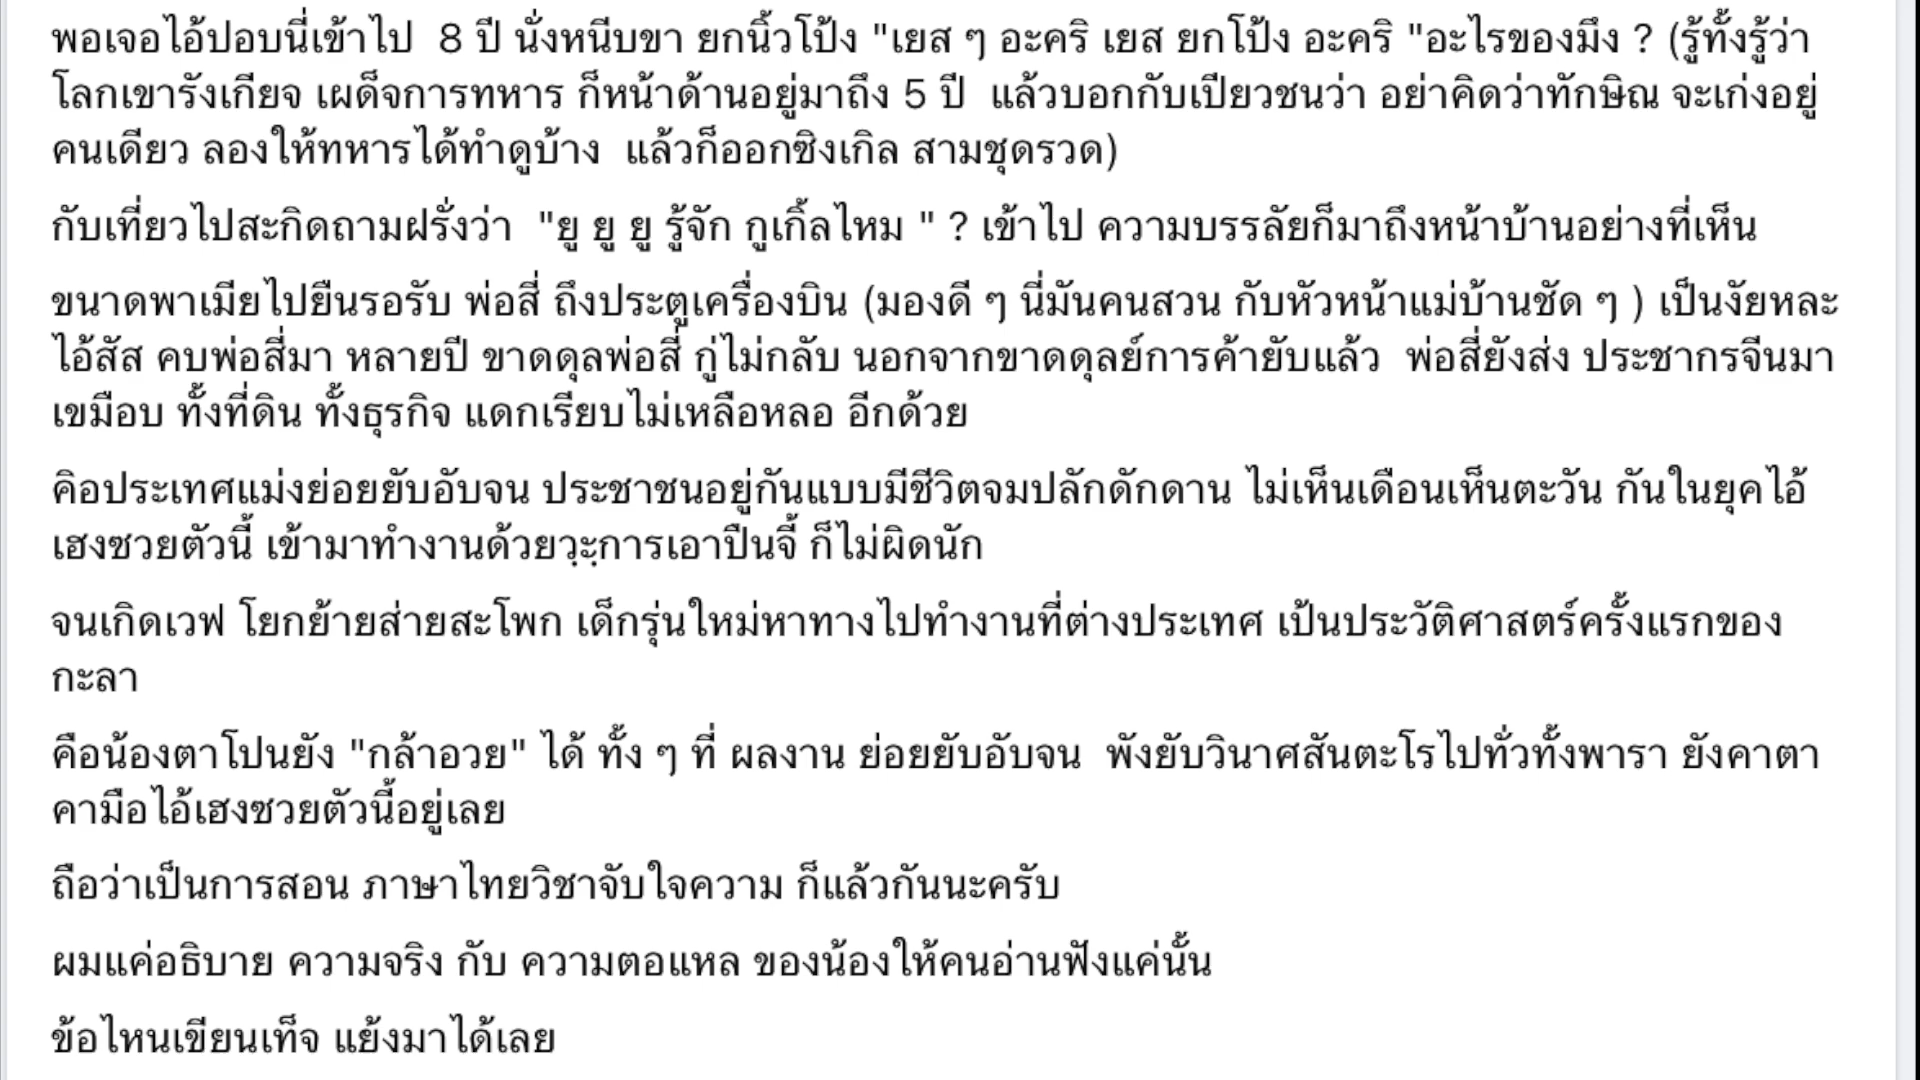 พอเจอไอ้ปอบนี่เข้าไป  8 ปี นั่งหนีบขา ยกนิ้วโป้ง "เยส ๆ อะคริ เยส ยกโป้ง อะคริ "อะไรของมึง ? (รู้ทั้งรู้ว่า
โลกเขารังเกียจ เผด็จการทหาร ก็หน้าด้านอยู่มาถึง 5 ปี  แล้วบอกกับเปียวชนว่า อย่าคิดว่าทักษิณ จะเก่งอยู่
คนเดียว ลองให้ทหารได้ทำดูบ้าง  แล้วก็ออกซิงเกิล สามชุดรวด)
กับเที่ยวไปสะกิดถามฝรั่งว่า  "ยู ยู ยู รู้จัก กูเกิ้ลไหม " ? เข้าไป ความบรรลัยก็มาถึงหน้าบ้านอย่างที่เห็น
ขนาดพาเมียไปยืนรอรับ พ่อสี่ ถึงประตูเครื่องบิน (มองดี ๆ นี่มันคนสวน กับหัวหน้าแม่บ้านชัด ๆ ) เป็นงัยหละ
ไอ้สัส คบพ่อสี่มา หลายปี ขาดดุลพ่อสี่ กู่ไม่กลับ นอกจากขาดดุลย์การค้ายับแล้ว  พ่อสี่ยังส่ง ประชากรจีนมา
เขมือบ ทั้งที่ดิน ทั้งธุรกิจ แดกเรียบไม่เหลือหลอ อีกด้วย
คิอประเทศแม่งย่อยยับอับจน ประชาชนอยู่กันแบบมีชีวิตจมปลักดักดาน ไม่เห็นเดือนเห็นตะวัน กันในยุคไอ้
เฮงซวยตัวนี้ เข้ามาทำงานด้วยวฺะฺการเอาปืนจี้ ก็ไม่ผิดนัก
จนเกิดเวฟ โยกย้ายส่ายสะโพก เด็กรุ่นใหม่หาทางไปทำงานที่ต่างประเทศ เป้นประวัติศาสตร์ครั้งแรกของ
กะลา
คือน้องตาโปนยัง "กล้าอวย" ได้ ทั้ง ๆ ที่ ผลงาน ย่อยยับอับจน  พังยับวินาศสันตะโรไปทั่วทั้งพารา ยังคาตา
คามือไอ้เฮงซวยตัวนี้อยู่เลย
ถือว่าเป็นการสอน ภาษาไทยวิชาจับใจความ ก็แล้วกันนะครับ
ผมแค่อธิบาย ความจริง กับ ความตอแหล ของน้องให้คนอ่านฟังแค่นั้น
ข้อไหนเขียนเท็จ แย้งมาได้เลย